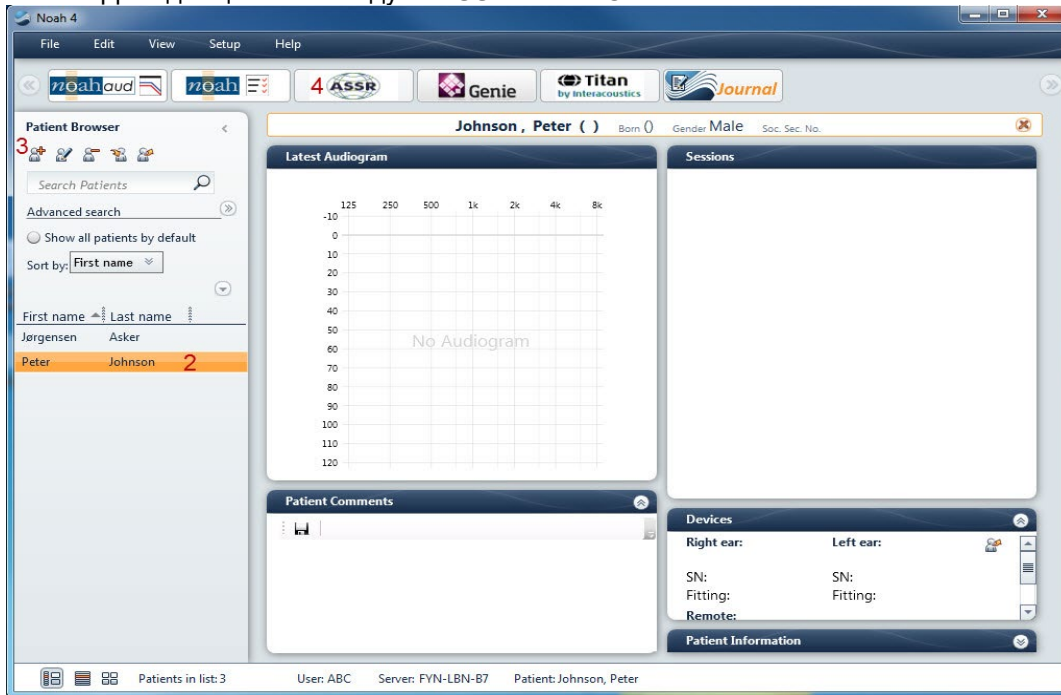 Noah 4
File Edit View Setup Help
noahaud noah 4 ASSR Genie Titan by Interacoustics Journal
Patient Browser
Johnson , Peter ( ) Born () Gender Male Soc. Sec. No.
3
Search Patients
Advanced search
Show all patients by default
Sort by: First name
First name Last name
Jørgensen Asker
Peter Johnson 2
Latest Audiogram
125 250 500 1k 2k 4k 8k
-10
0
10
20
30
40
50
No Audiogram
60
70
80
90
100
110
120
Sessions
Patient Comments
Devices
Right ear: Left ear:
SN: SN:
Fitting: Fitting:
Remote:
Patient Information
Patients in list: 3 User: ABC Server: FYN-LBN-B7 Patient: Johnson, Peter